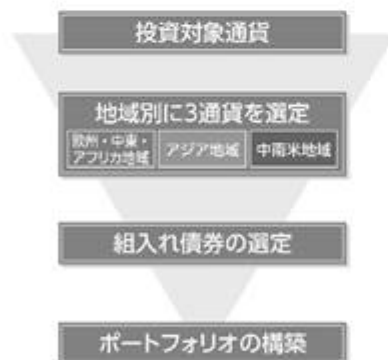 投資対象通貨
地域別に3通貨を選定
欧州・中東・
アフリカ地域
アジア地域
中南米地域
組入れ債券の選定
ポートフォリオの構築